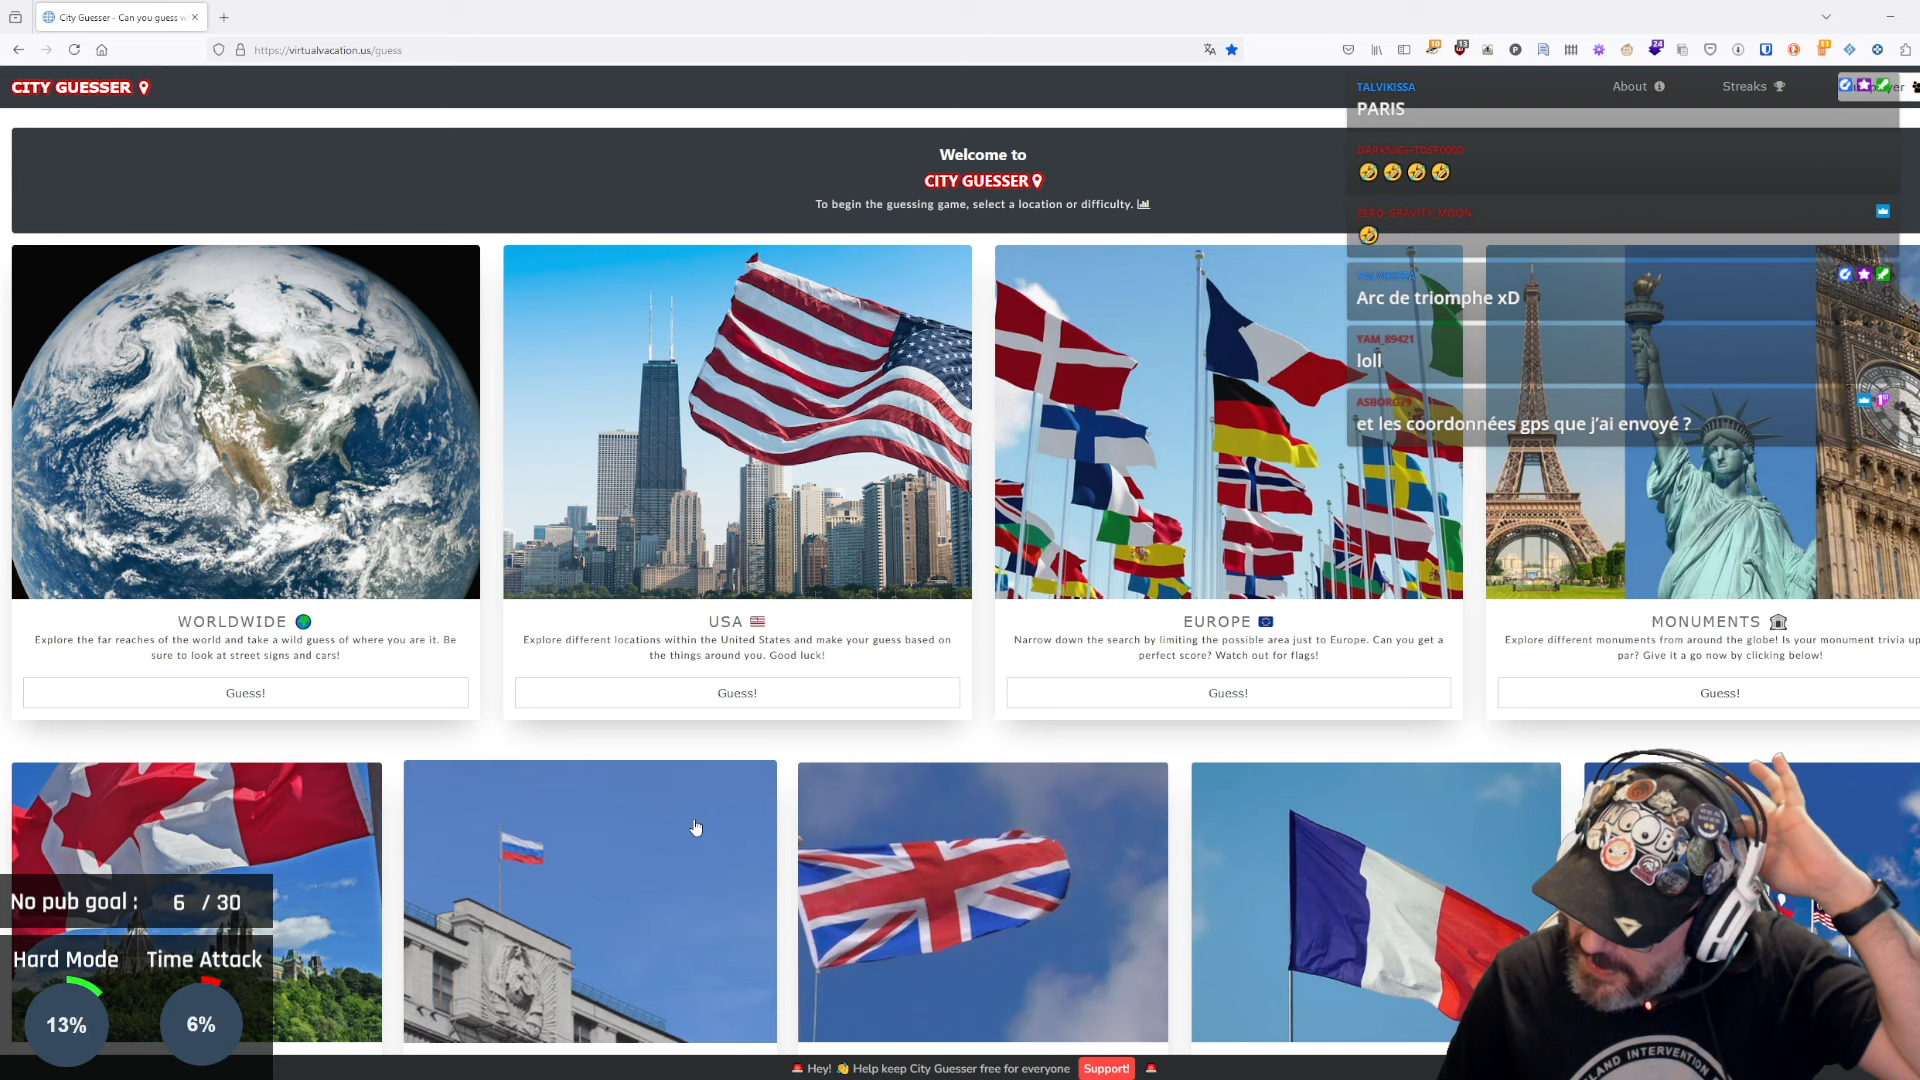 City Guesser - Can you guess w
https://virtualvacation.us/guess
CITY GUESSER
About
Streaks
Welcome to
CITY GUESSER
To begin the guessing game, select a location or difficulty.
TALVIKISSA
PARIS
DARKNIGHTDSP0000
🤣🤣🤣🤣
ZERO_GRAVITY_MOON
🤣
TALVIKISSA
Arc de triomphe xD
YAM_89421
loll
ASBORG79
et les coordonnées gps que j'ai envoyé ?
WORLDWIDE
Explore the far reaches of the world and take a wild guess of where you are it. Be
sure to look at street signs and cars!
Guess!
USA
Explore different locations within the United States and make your guess based on
the things around you. Good luck!
Guess!
EUROPE
Narrow down the search by limiting the possible area just to Europe. Can you get a
perfect score? Watch out for flags!
Guess!
MONUMENTS
Explore different monuments from around the globe! Is your monument trivia up
par? Give it a go now by clicking below!
Guess!
No pub goal : 6 / 30
Hard Mode Time Attack
13% 6%
Hey! 👋 Help keep City Guesser free for everyone Support!
LAND INTERVENTION